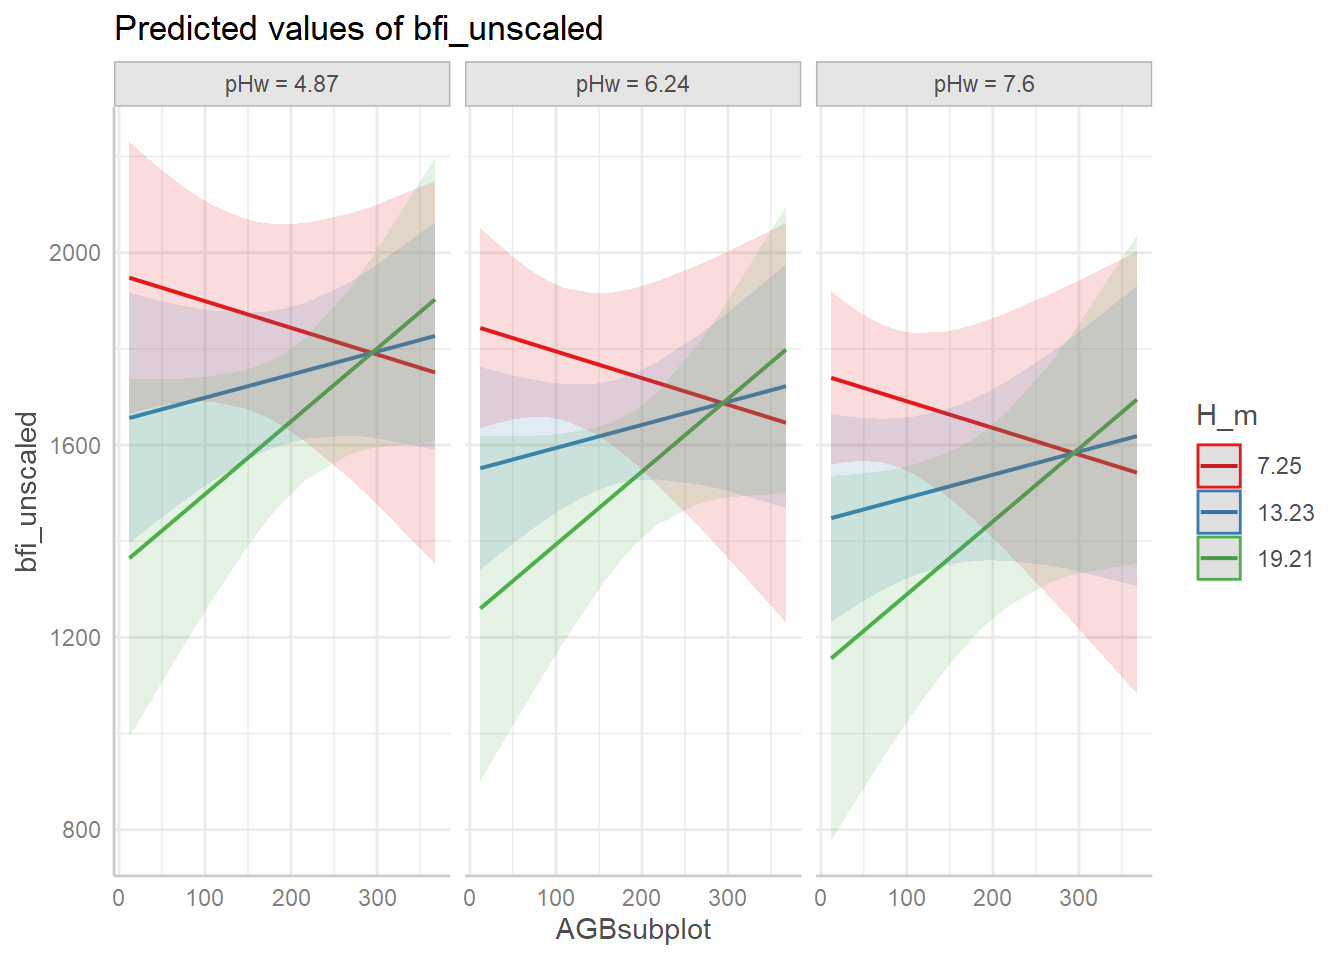 Predicted values of bfi_unscaled
pHw = 4.87
pHw = 6.24
pHw = 7.6
2000
1600
1200
800
bfi_unscaled
0 100 200 300
0 100 200 300
0 100 200 300
AGBsubplot
H_m
7.25
13.23
19.21